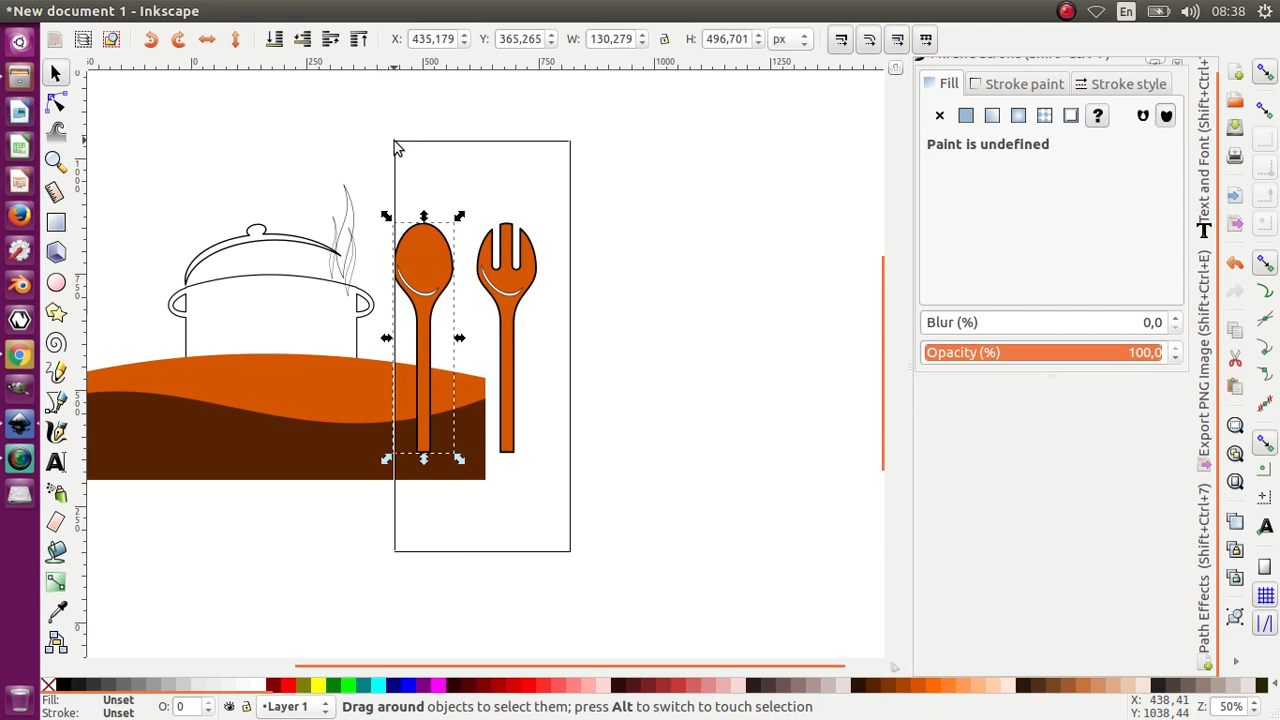 *New document 1 - Inkscape
En
08:38
X: 435,179
Y: 365,265
W: 130,279
H: 496,701
px
250
500
750
1000
1250
Fill
Stroke paint
Stroke style
?
Paint is undefined
Blur (%) 0,0
Opacity (%) 100,0
Text and Font (Shift+Ctrl+
Export PNG Image (Shift+Ctrl+E)
Path Effects (Shift+Ctrl+7)
Fill: Unset
Stroke: Unset
O: 0
•Layer 1
Drag around objects to select them; press Alt to switch to touch selection
X: 438,41
Y: 1038,44
Z: 50%